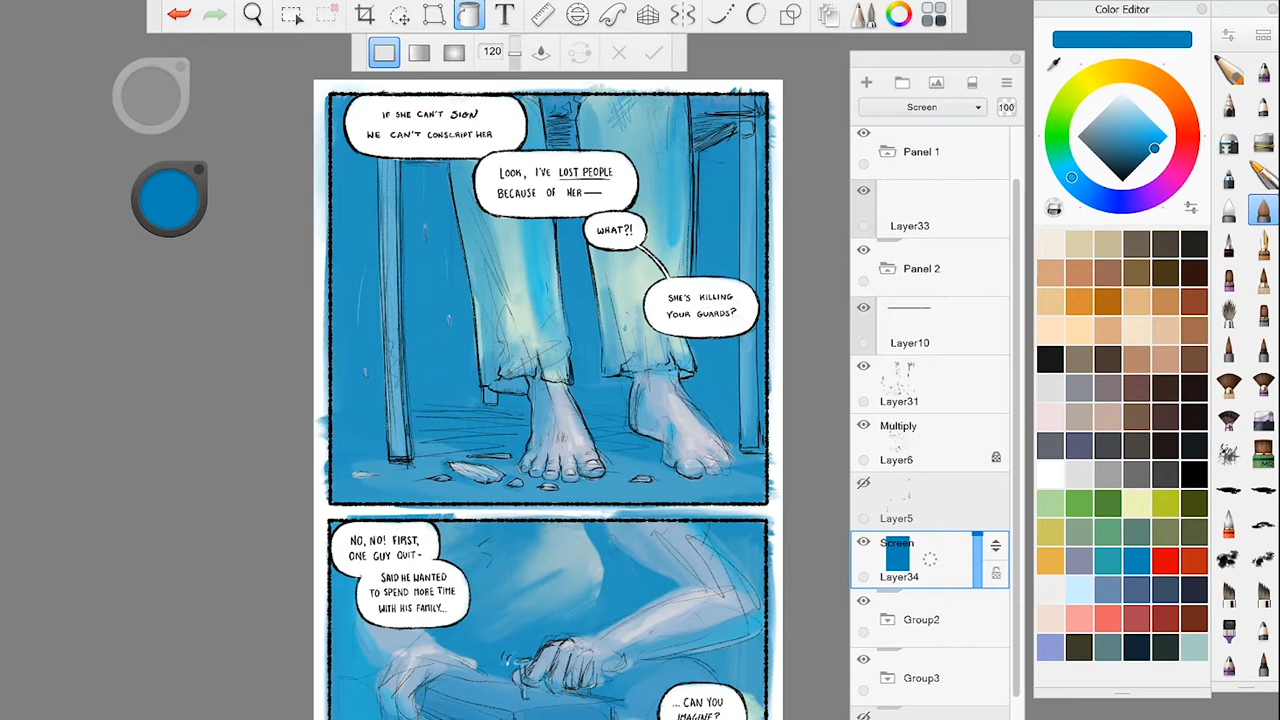 Color Editor
120
Screen
100
Panel 1
Layer33
Panel 2
Layer10
Layer31
Multiply
Layer6
Layer5
Screen
Layer34
Group2
Group3
IF SHE CAN'T SIGN
WE CAN'T CONSCRIPT HER
LOOK, I'VE LOST PEOPLE
BECAUSE OF HER—
WHAT?!
SHE'S KILLING
YOUR GUARDS?
NO, NO! FIRST,
ONE GUY QUIT-
SAID HE WANTED
TO SPEND MORE TIME
WITH HIS FAMILY...
... CAN YOU
IMAGINE?
MQ